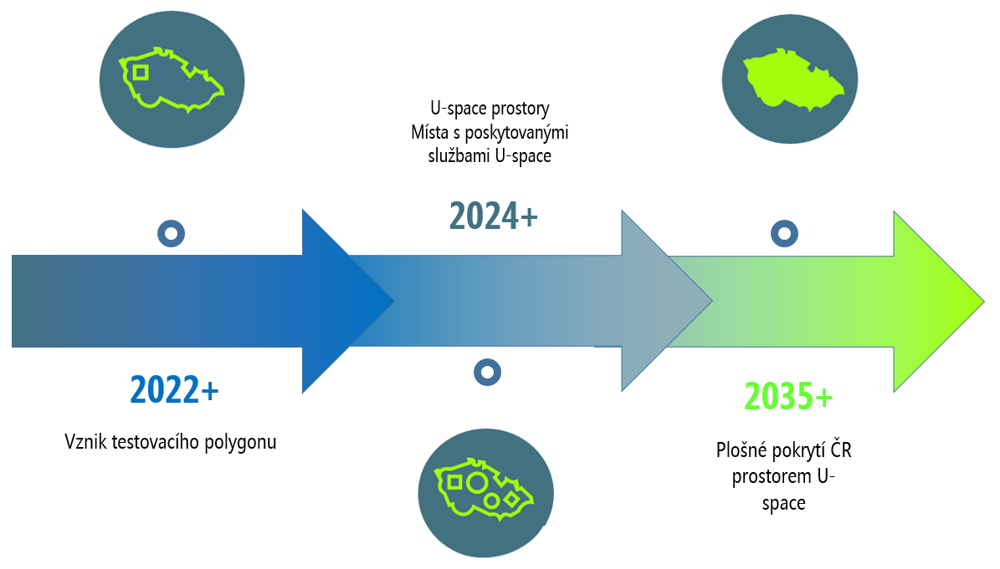 2022+
Vznik testovacího polygonu
U-space prostory
Místa s poskytovanými
službami U-space
2024+
2035+
Plošné pokrytí ČR
prostorem U-
space